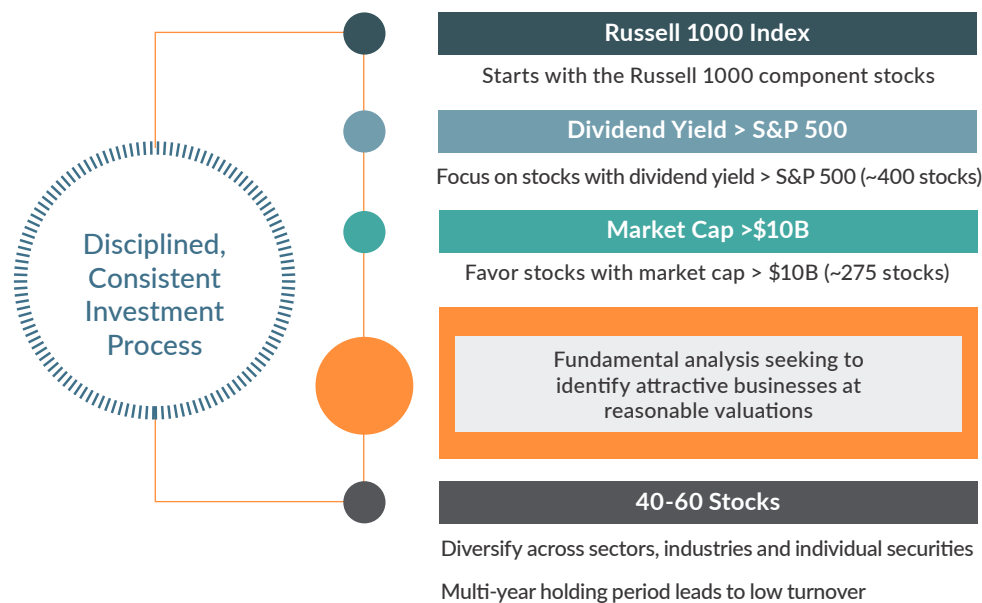 Disciplined,
Consistent
Investment
Process
Russell 1000 Index
Starts with the Russell 1000 component stocks
Dividend Yield > S&P 500
Focus on stocks with dividend yield > S&P 500 (~400 stocks)
Market Cap >$10B
Favor stocks with market cap > $10B (~275 stocks)
Fundamental analysis seeking to
identify attractive businesses at
reasonable valuations
40-60 Stocks
Diversify across sectors, industries and individual securities
Multi-year holding period leads to low turnover